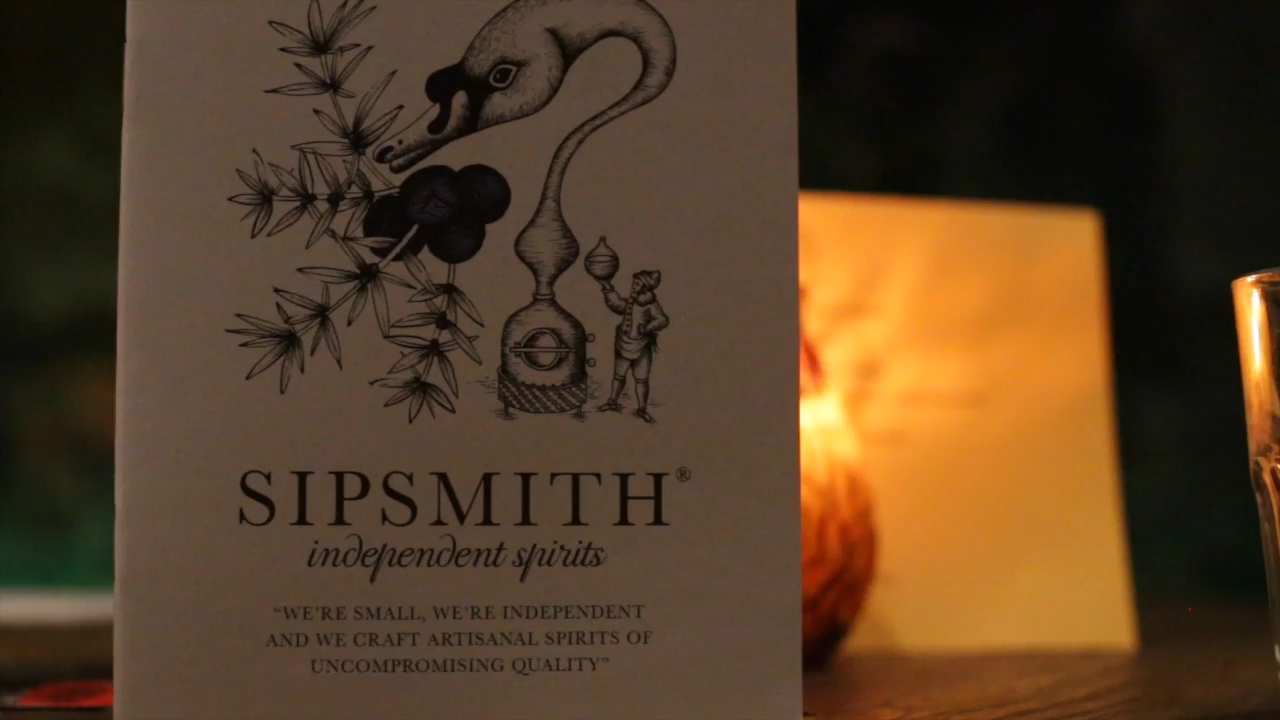 SIPSMITH®
independent spirits
“WE’RE SMALL, WE’RE INDEPENDENT
AND WE CRAFT ARTISANAL SPIRITS OF
UNCOMPROMISING QUALITY”